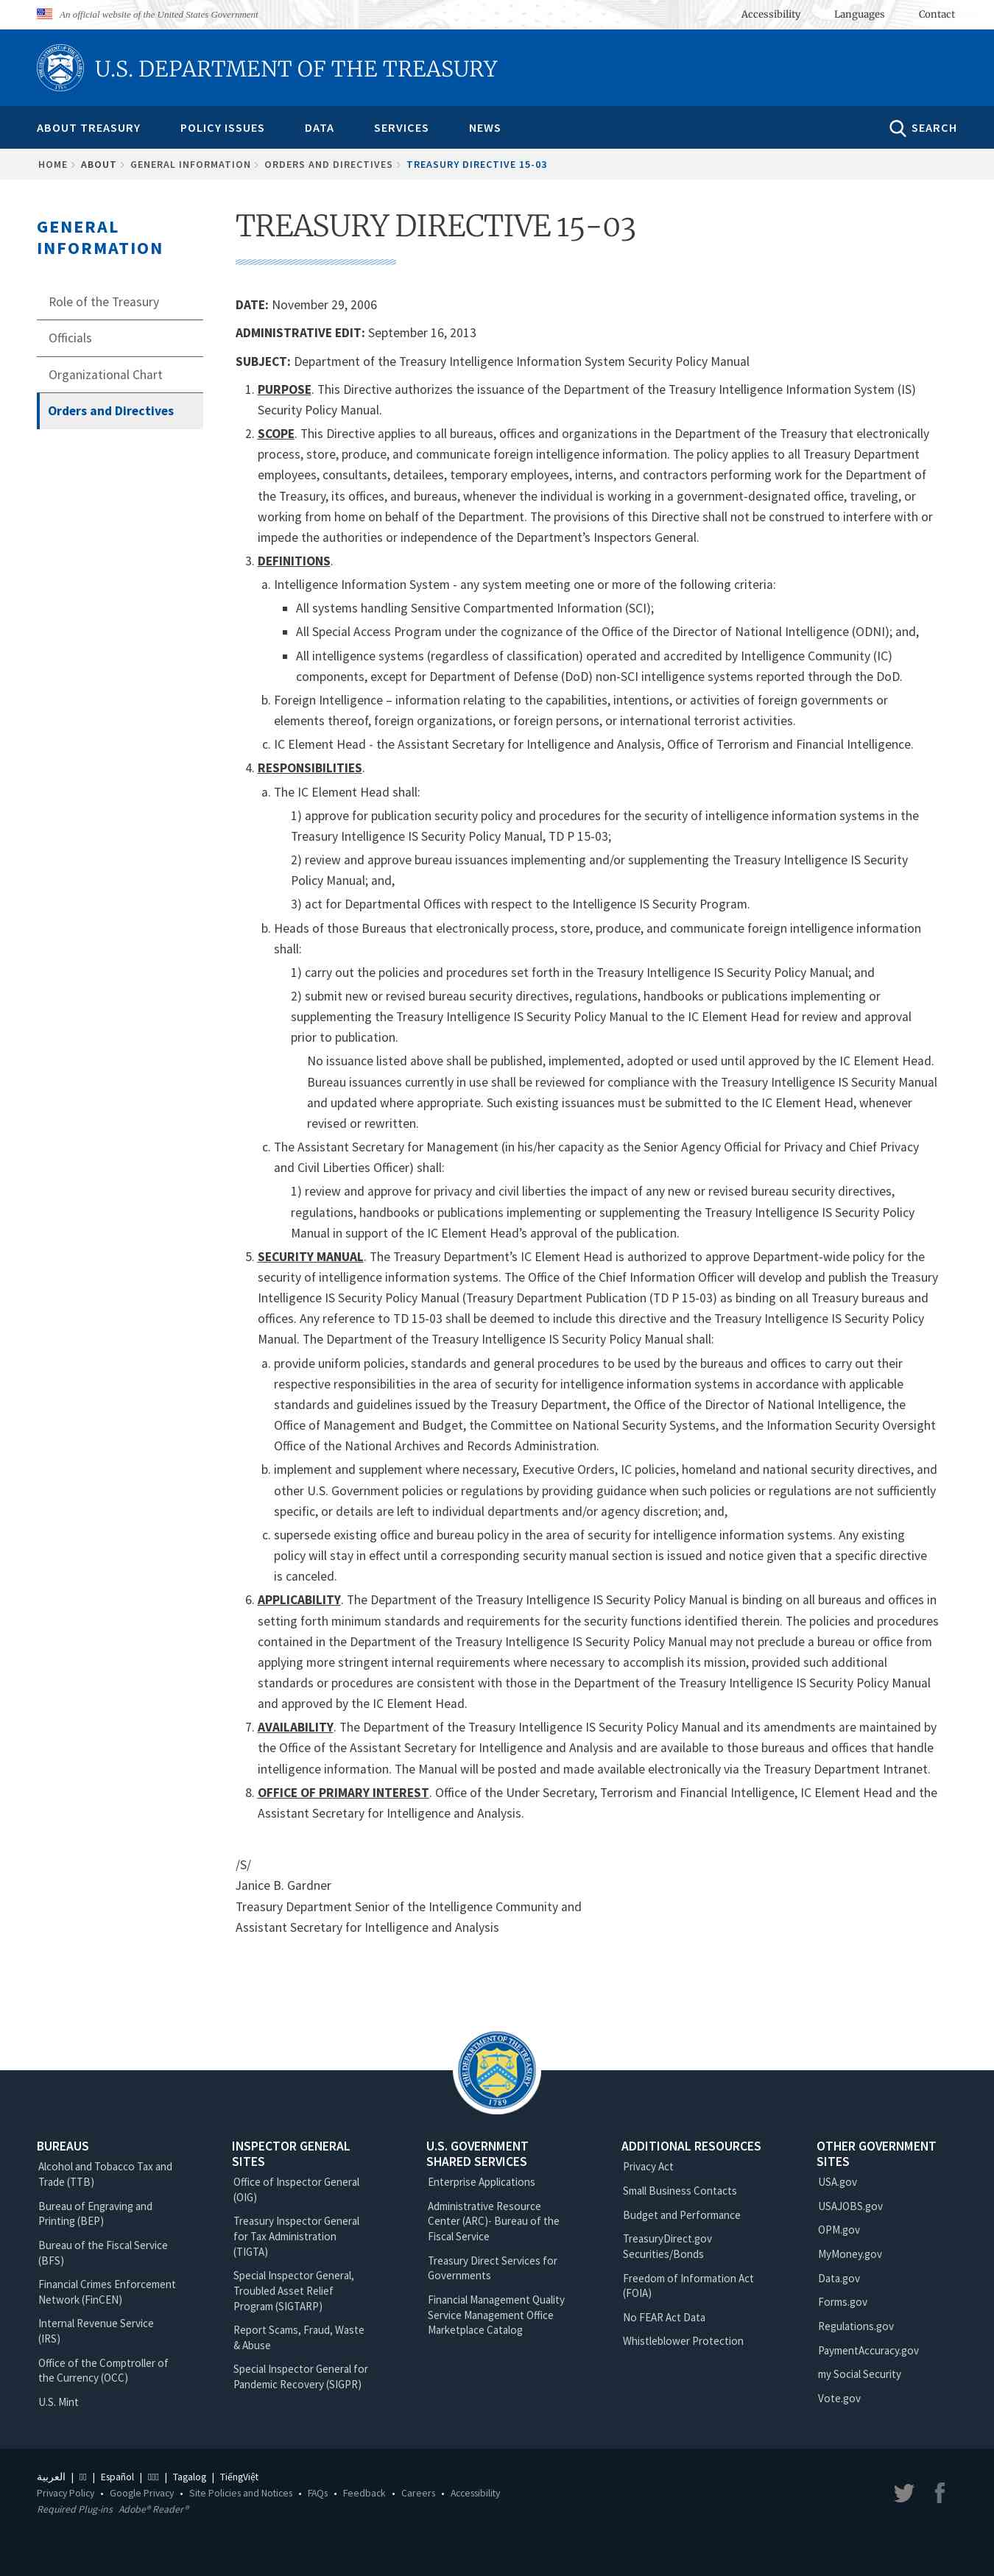 An official website of the United States Government
Accessibility
Languages
Contact
U.S. DEPARTMENT OF THE TREASURY
ABOUT TREASURY
POLICY ISSUES
DATA
SERVICES
NEWS
SEARCH
HOME > ABOUT > GENERAL INFORMATION > ORDERS AND DIRECTIVES > TREASURY DIRECTIVE 15-03
GENERAL
INFORMATION
Role of the Treasury
Officials
Organizational Chart
Orders and Directives
TREASURY DIRECTIVE 15-03
DATE: November 29, 2006
ADMINISTRATIVE EDIT: September 16, 2013
SUBJECT: Department of the Treasury Intelligence Information System Security Policy Manual
1. PURPOSE. This Directive authorizes the issuance of the Department of the Treasury Intelligence Information System (IS)
Security Policy Manual.
2. SCOPE. This Directive applies to all bureaus, offices and organizations in the Department of the Treasury that electronically
process, store, produce, and communicate foreign intelligence information. The policy applies to all Treasury Department
employees, consultants, detailees, temporary employees, interns, and contractors performing work for the Department of
the Treasury, its offices, and bureaus, whenever the individual is working in a government-designated office, traveling, or
working from home on behalf of the Department. The provisions of this Directive shall not be construed to interfere with or
impede the authorities or independence of the Department’s Inspectors General.
3. DEFINITIONS.
a. Intelligence Information System - any system meeting one or more of the following criteria:
▪ All systems handling Sensitive Compartmented Information (SCI);
▪ All Special Access Program under the cognizance of the Office of the Director of National Intelligence (ODNI); and,
▪ All intelligence systems (regardless of classification) operated and accredited by Intelligence Community (IC)
components, except for Department of Defense (DoD) non-SCI intelligence systems reported through the DoD.
b. Foreign Intelligence – information relating to the capabilities, intentions, or activities of foreign governments or
elements thereof, foreign organizations, or foreign persons, or international terrorist activities.
c. IC Element Head - the Assistant Secretary for Intelligence and Analysis, Office of Terrorism and Financial Intelligence.
4. RESPONSIBILITIES.
a. The IC Element Head shall:
1) approve for publication security policy and procedures for the security of intelligence information systems in the
Treasury Intelligence IS Security Policy Manual, TD P 15-03;
2) review and approve bureau issuances implementing and/or supplementing the Treasury Intelligence IS Security
Policy Manual; and,
3) act for Departmental Offices with respect to the Intelligence IS Security Program.
b. Heads of those Bureaus that electronically process, store, produce, and communicate foreign intelligence information
shall:
1) carry out the policies and procedures set forth in the Treasury Intelligence IS Security Policy Manual; and
2) submit new or revised bureau security directives, regulations, handbooks or publications implementing or
supplementing the Treasury Intelligence IS Security Policy Manual to the IC Element Head for review and approval
prior to publication.
No issuance listed above shall be published, implemented, adopted or used until approved by the IC Element Head.
Bureau issuances currently in use shall be reviewed for compliance with the Treasury Intelligence IS Security Manual
and updated where appropriate. Such existing issuances must be submitted to the IC Element Head, whenever
revised or rewritten.
c. The Assistant Secretary for Management (in his/her capacity as the Senior Agency Official for Privacy and Chief Privacy
and Civil Liberties Officer) shall:
1) review and approve for privacy and civil liberties the impact of any new or revised bureau security directives,
regulations, handbooks or publications implementing or supplementing the Treasury Intelligence IS Security Policy
Manual in support of the IC Element Head’s approval of the publication.
5. SECURITY MANUAL. The Treasury Department’s IC Element Head is authorized to approve Department-wide policy for the
security of intelligence information systems. The Office of the Chief Information Officer will develop and publish the Treasury
Intelligence IS Security Policy Manual (Treasury Department Publication (TD P 15-03) as binding on all Treasury bureaus and
offices. Any reference to TD 15-03 shall be deemed to include this directive and the Treasury Intelligence IS Security Policy
Manual. The Department of the Treasury Intelligence IS Security Policy Manual shall:
a. provide uniform policies, standards and general procedures to be used by the bureaus and offices to carry out their
respective responsibilities in the area of security for intelligence information systems in accordance with applicable
standards and guidelines issued by the Treasury Department, the Office of the Director of National Intelligence, the
Office of Management and Budget, the Committee on National Security Systems, and the Information Security Oversight
Office of the National Archives and Records Administration.
b. implement and supplement where necessary, Executive Orders, IC policies, homeland and national security directives, and
other U.S. Government policies or regulations by providing guidance when such policies or regulations are not sufficiently
specific, or details are left to individual departments and/or agency discretion; and,
c. supersede existing office and bureau policy in the area of security for intelligence information systems. Any existing
policy will stay in effect until a corresponding security manual section is issued and notice given that a specific directive
is canceled.
6. APPLICABILITY. The Department of the Treasury Intelligence IS Security Policy Manual is binding on all bureaus and offices in
setting forth minimum standards and requirements for the security functions identified therein. The policies and procedures
contained in the Department of the Treasury Intelligence IS Security Policy Manual may not preclude a bureau or office from
applying more stringent internal requirements where necessary to accomplish its mission, provided such additional
standards or procedures are consistent with those in the Department of the Treasury Intelligence IS Security Policy Manual
and approved by the IC Element Head.
7. AVAILABILITY. The Department of the Treasury Intelligence IS Security Policy Manual and its amendments are maintained by
the Office of the Assistant Secretary for Intelligence and Analysis and are available to those bureaus and offices that handle
intelligence information. The Manual will be posted and made available electronically via the Treasury Department Intranet.
8. OFFICE OF PRIMARY INTEREST. Office of the Under Secretary, Terrorism and Financial Intelligence, IC Element Head and the
Assistant Secretary for Intelligence and Analysis.
/S/
Janice B. Gardner
Treasury Department Senior of the Intelligence Community and
Assistant Secretary for Intelligence and Analysis
THE DEPARTMENT OF THE TREASURY
1789
BUREAUS
Alcohol and Tobacco Tax and
Trade (TTB)
Bureau of Engraving and
Printing (BEP)
Bureau of the Fiscal Service
(BFS)
Financial Crimes Enforcement
Network (FinCEN)
Internal Revenue Service
(IRS)
Office of the Comptroller of
the Currency (OCC)
U.S. Mint
INSPECTOR GENERAL
SITES
Office of Inspector General
(OIG)
Treasury Inspector General
for Tax Administration
(TIGTA)
Special Inspector General,
Troubled Asset Relief
Program (SIGTARP)
Report Scams, Fraud, Waste
& Abuse
Special Inspector General for
Pandemic Recovery (SIGPR)
U.S. GOVERNMENT
SHARED SERVICES
Enterprise Applications
Administrative Resource
Center (ARC)- Bureau of the
Fiscal Service
Treasury Direct Services for
Governments
Financial Management Quality
Service Management Office
Marketplace Catalog
ADDITIONAL RESOURCES
Privacy Act
Small Business Contacts
Budget and Performance
TreasuryDirect.gov
Securities/Bonds
Freedom of Information Act
(FOIA)
No FEAR Act Data
Whistleblower Protection
OTHER GOVERNMENT
SITES
USA.gov
USAJOBS.gov
OPM.gov
MyMoney.gov
Data.gov
Forms.gov
Regulations.gov
PaymentAccuracy.gov
my Social Security
Vote.gov
العربية | | Español | | Tagalog | TiếngViệt
Privacy Policy • Google Privacy • Site Policies and Notices • FAQs • Feedback • Careers • Accessibility
Required Plug-ins Adobe® Reader®